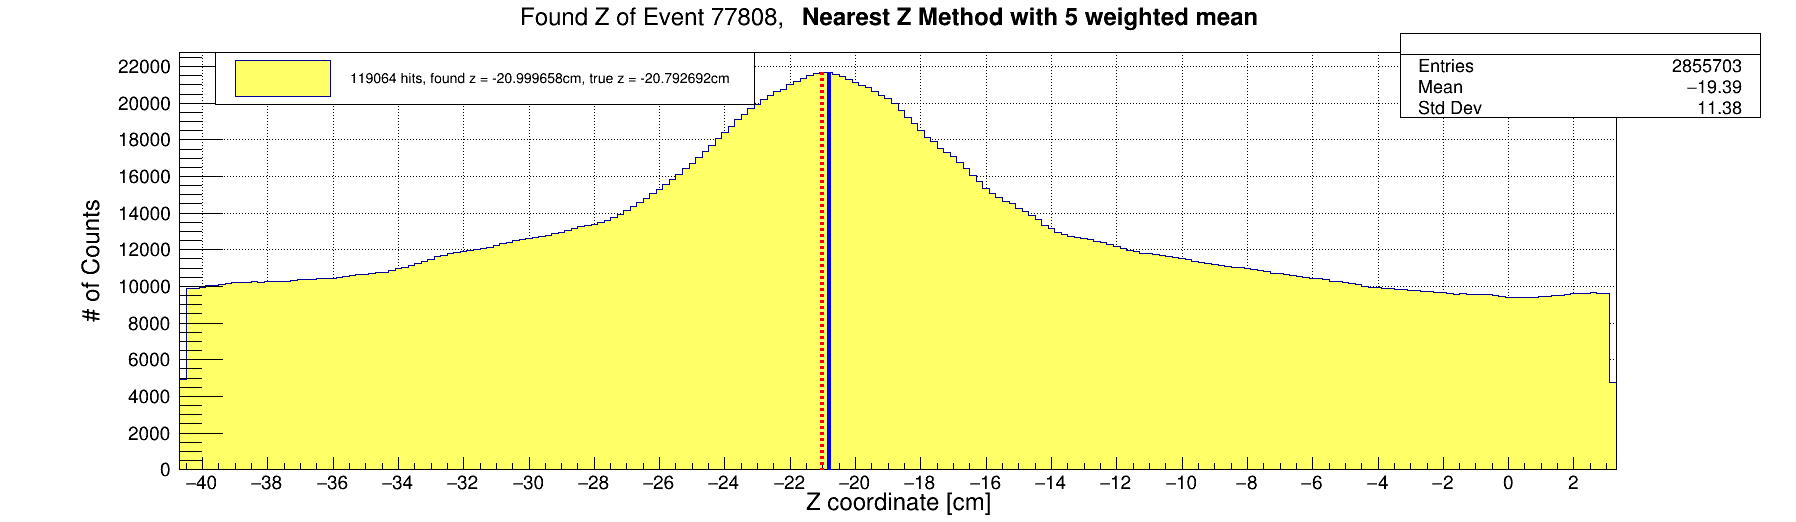 Found Z of Event 77808, Nearest Z Method with 5 weighted mean
119064 hits, found z = -20.999658cm, true z = -20.792692cm
Entries 2855703
Mean −19.39
Std Dev 11.38
# of Counts
22000
20000
18000
16000
14000
12000
10000
8000
6000
4000
2000
0
−40 −38 −36 −34 −32 −30 −28 −26 −24 −22 −20 −18 −16 −14 −12 −10 −8 −6 −4 −2 0 2
Z coordinate [cm]